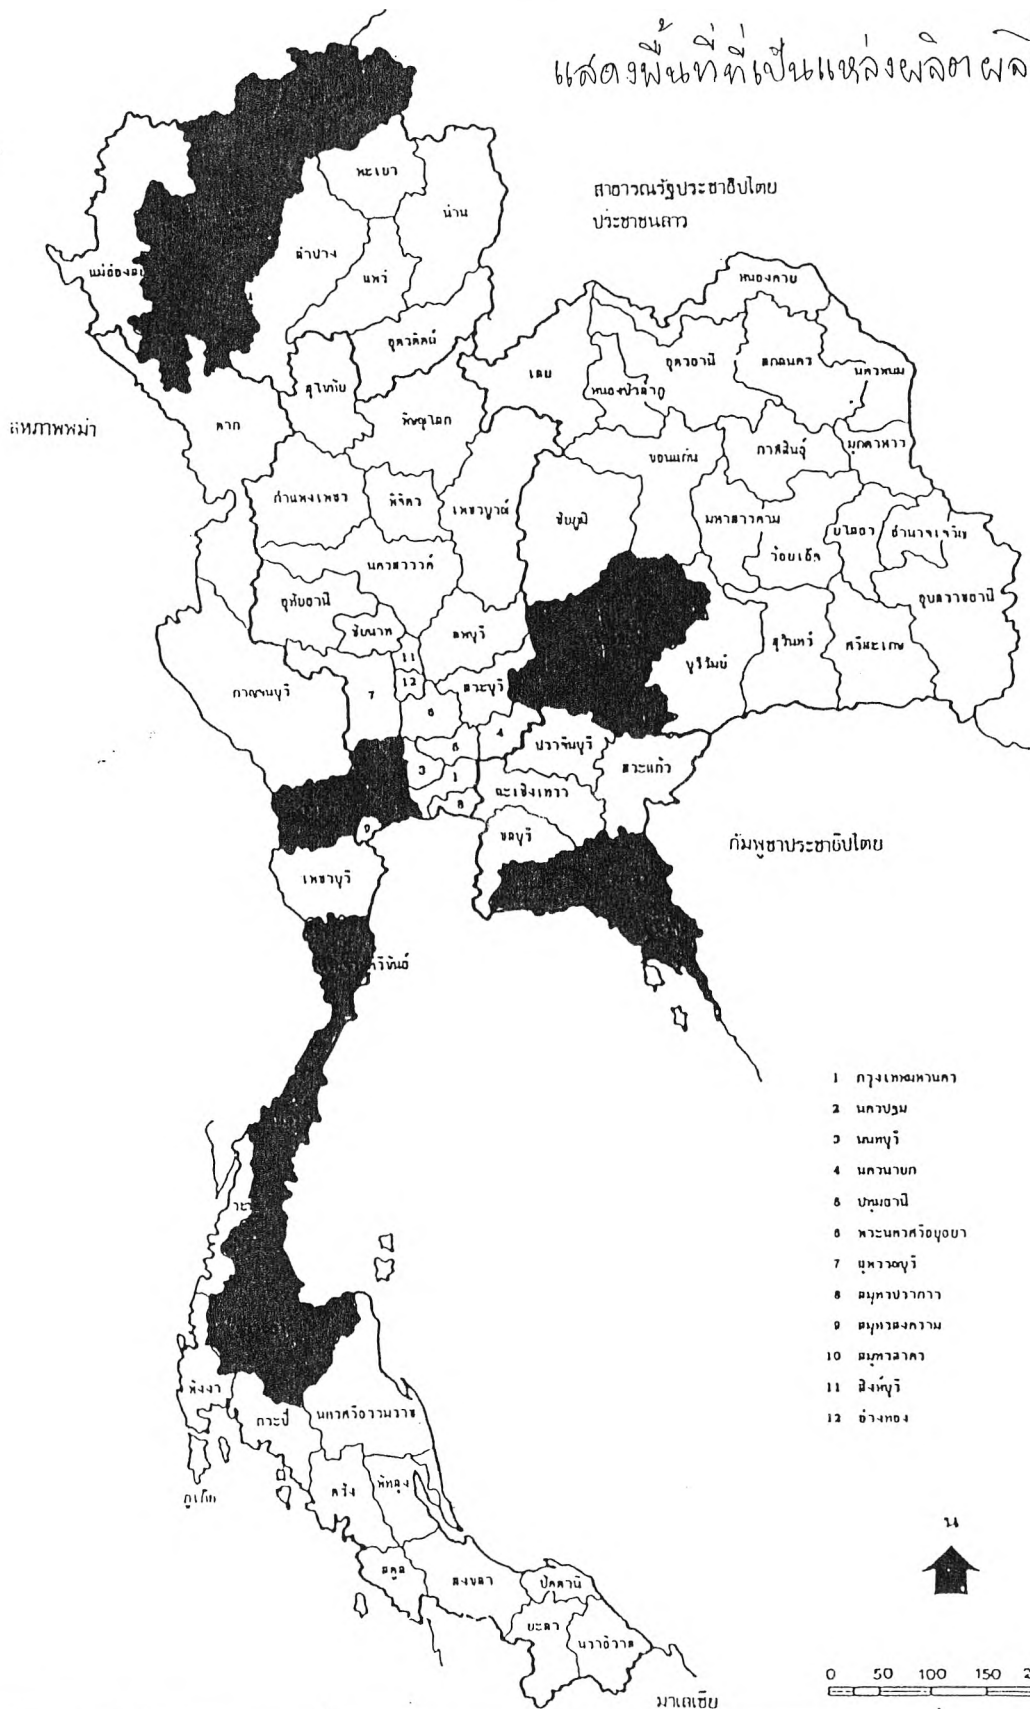 แสดงพื้นที่ที่เป็นแหล่งผลิตผลิ
สาธารณรัฐประชาธิปไตย
ประชาชนลาว
พะเยา
น่าน
ลำปาง
แพร่
แม่ฮ่องสอ
หนองคาย
อุตรดิตถ์
เลย
อุดรธานี
สกลนคร
นครพนม
สุโขทัย
หนองบัวลำภู
สหภาพพม่า
ตาก
พิษณุโลก
ขอนแก่น
กาฬสินธุ์
มุกดาหาร
กำแพงเพชร
พิจิตร
เพชรบูรณ์
ชัยภูมิ
มหาสารคาม
ร้อยเอ็ด
ยโสธร
อำนาจเจริญ
นครสวรรค์
อุทัยธานี
ชัยนาท
ลพบุรี
อุบลราชธานี
บุรีรัมย์
สุรินทร์
ศรีสะเกษ
11
12
กาญจนบุรี
7
6
สระบุรี
4
ปราจีนบุรี
สระแก้ว
5
3
1
8
ฉะเชิงเทรา
9
ชลบุรี
กัมพูชาประชาธิปไตย
เพชรบุรี
รีขันธ์
1 กรุงเทพมหานคร
2 นครปฐม
3 นนทบุรี
4 นครนายก
5 ปทุมธานี
6 พระนครศรีอยุธยา
7 สุพรรณบุรี
8 สมุทรปราการ
9 สมุทรสงคราม
10 สมุทรสาคร
11 สิงห์บุรี
12 อ่างทอง
ระ
พังงา
กระบี่
นครศรีธรรมราช
ภูเก็ต
ตรัง
พัทลุง
สตูล
สงขลา
ปัตตานี
ยะลา
นราธิวาส
มาเลเซีย
น
0 50 100 150 2